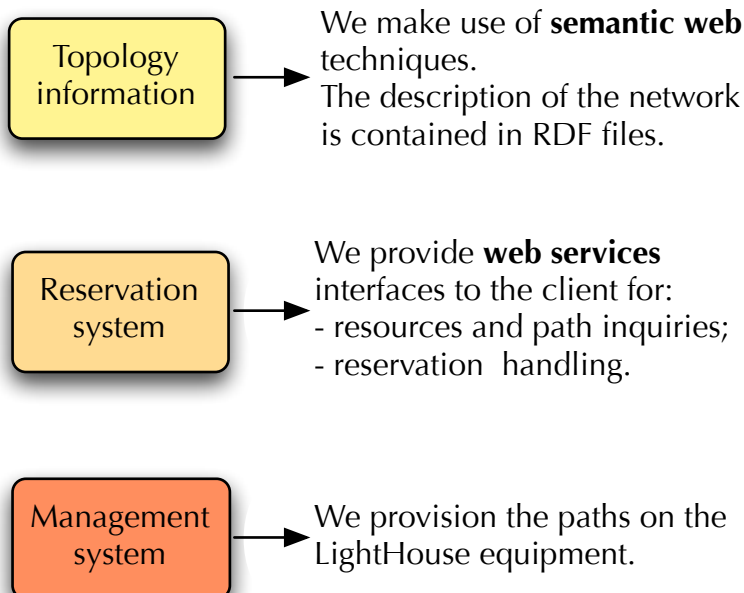 Topology
information
We make use of semantic web
techniques.
The description of the network
is contained in RDF files.
Reservation
system
We provide web services
interfaces to the client for:
- resources and path inquiries;
- reservation  handling.
Management
system
We provision the paths on the
LightHouse equipment.